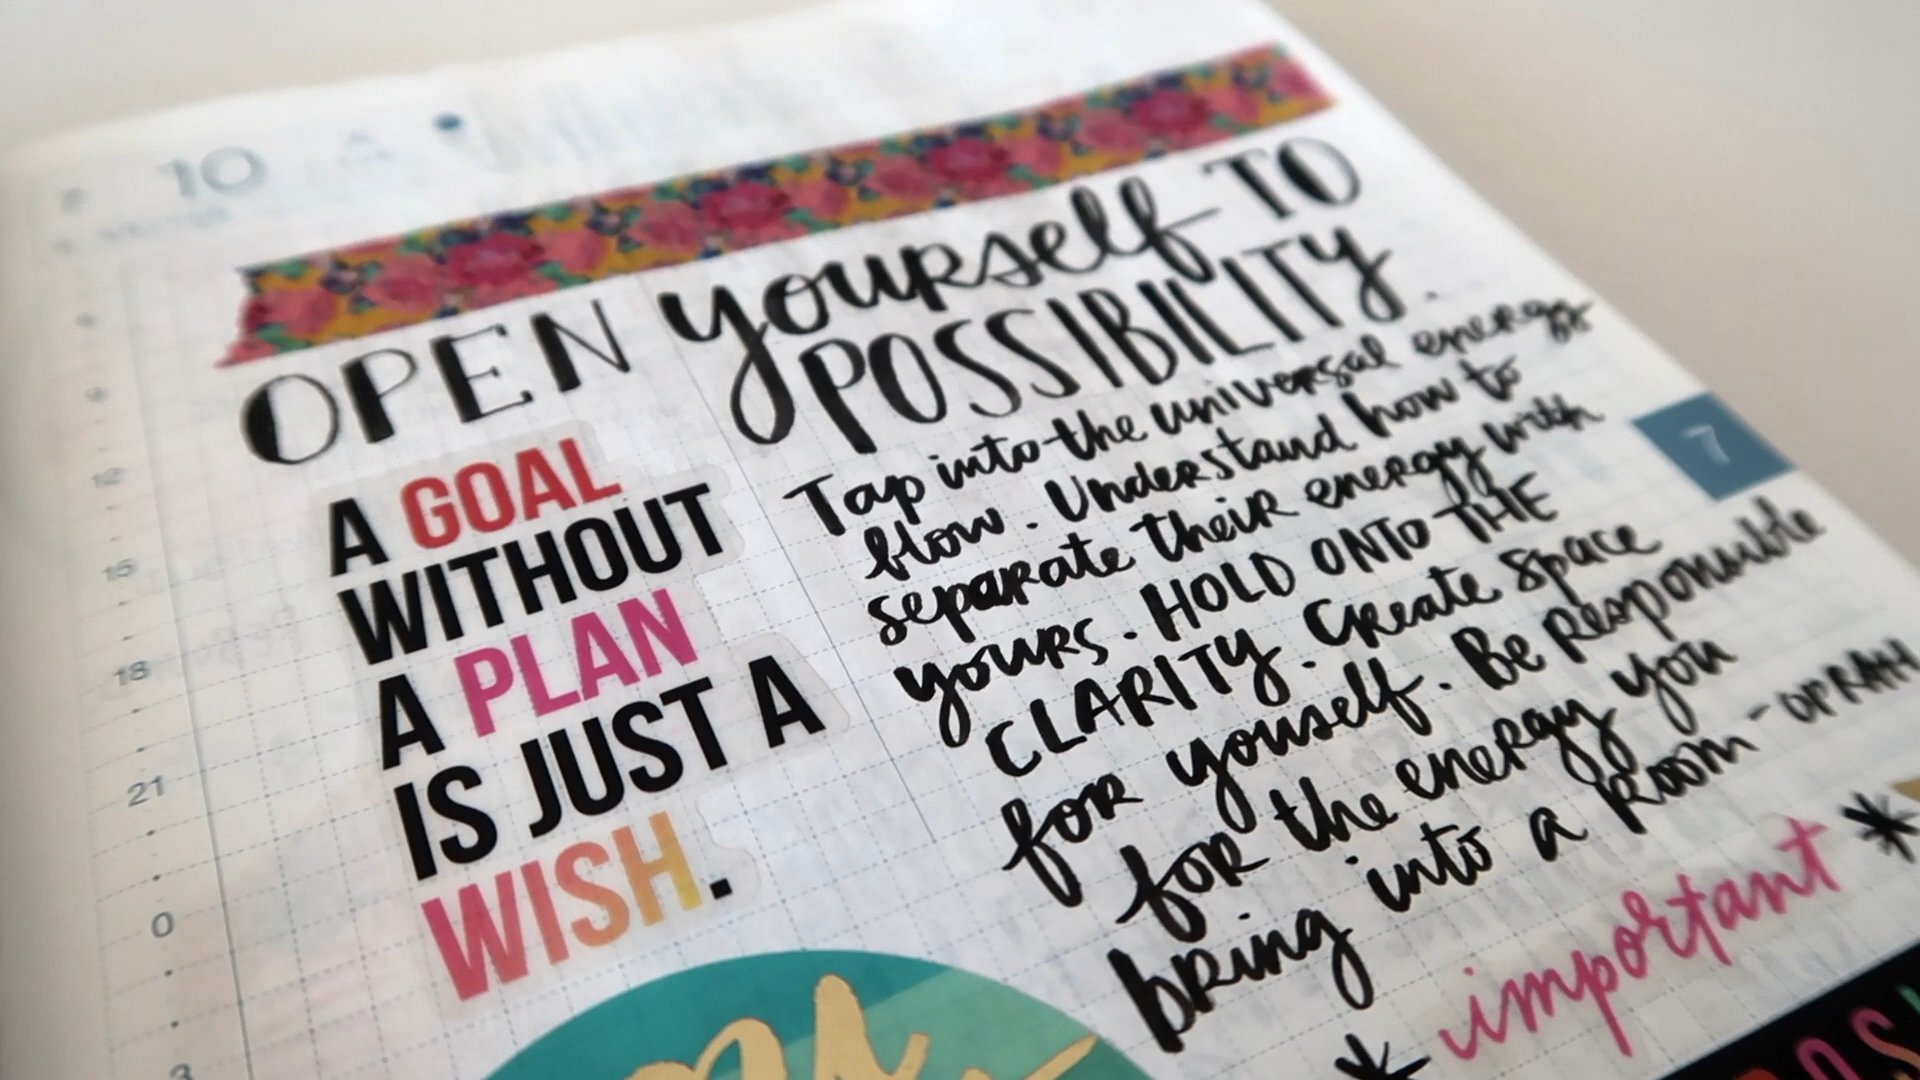 10
OPEN yourself TO
POSSIBILITY.
A GOAL
WITHOUT
A PLAN
IS JUST A
WISH.
Tap into the universal energy
flow. Understand how to
separate their energy with
yours. HOLD ONTO THE
CLARITY. Create space
for yourself. Be Responsible
for the energy you
bring into a Room - OPRAH
* important *
7
12
15
18
21
0
3